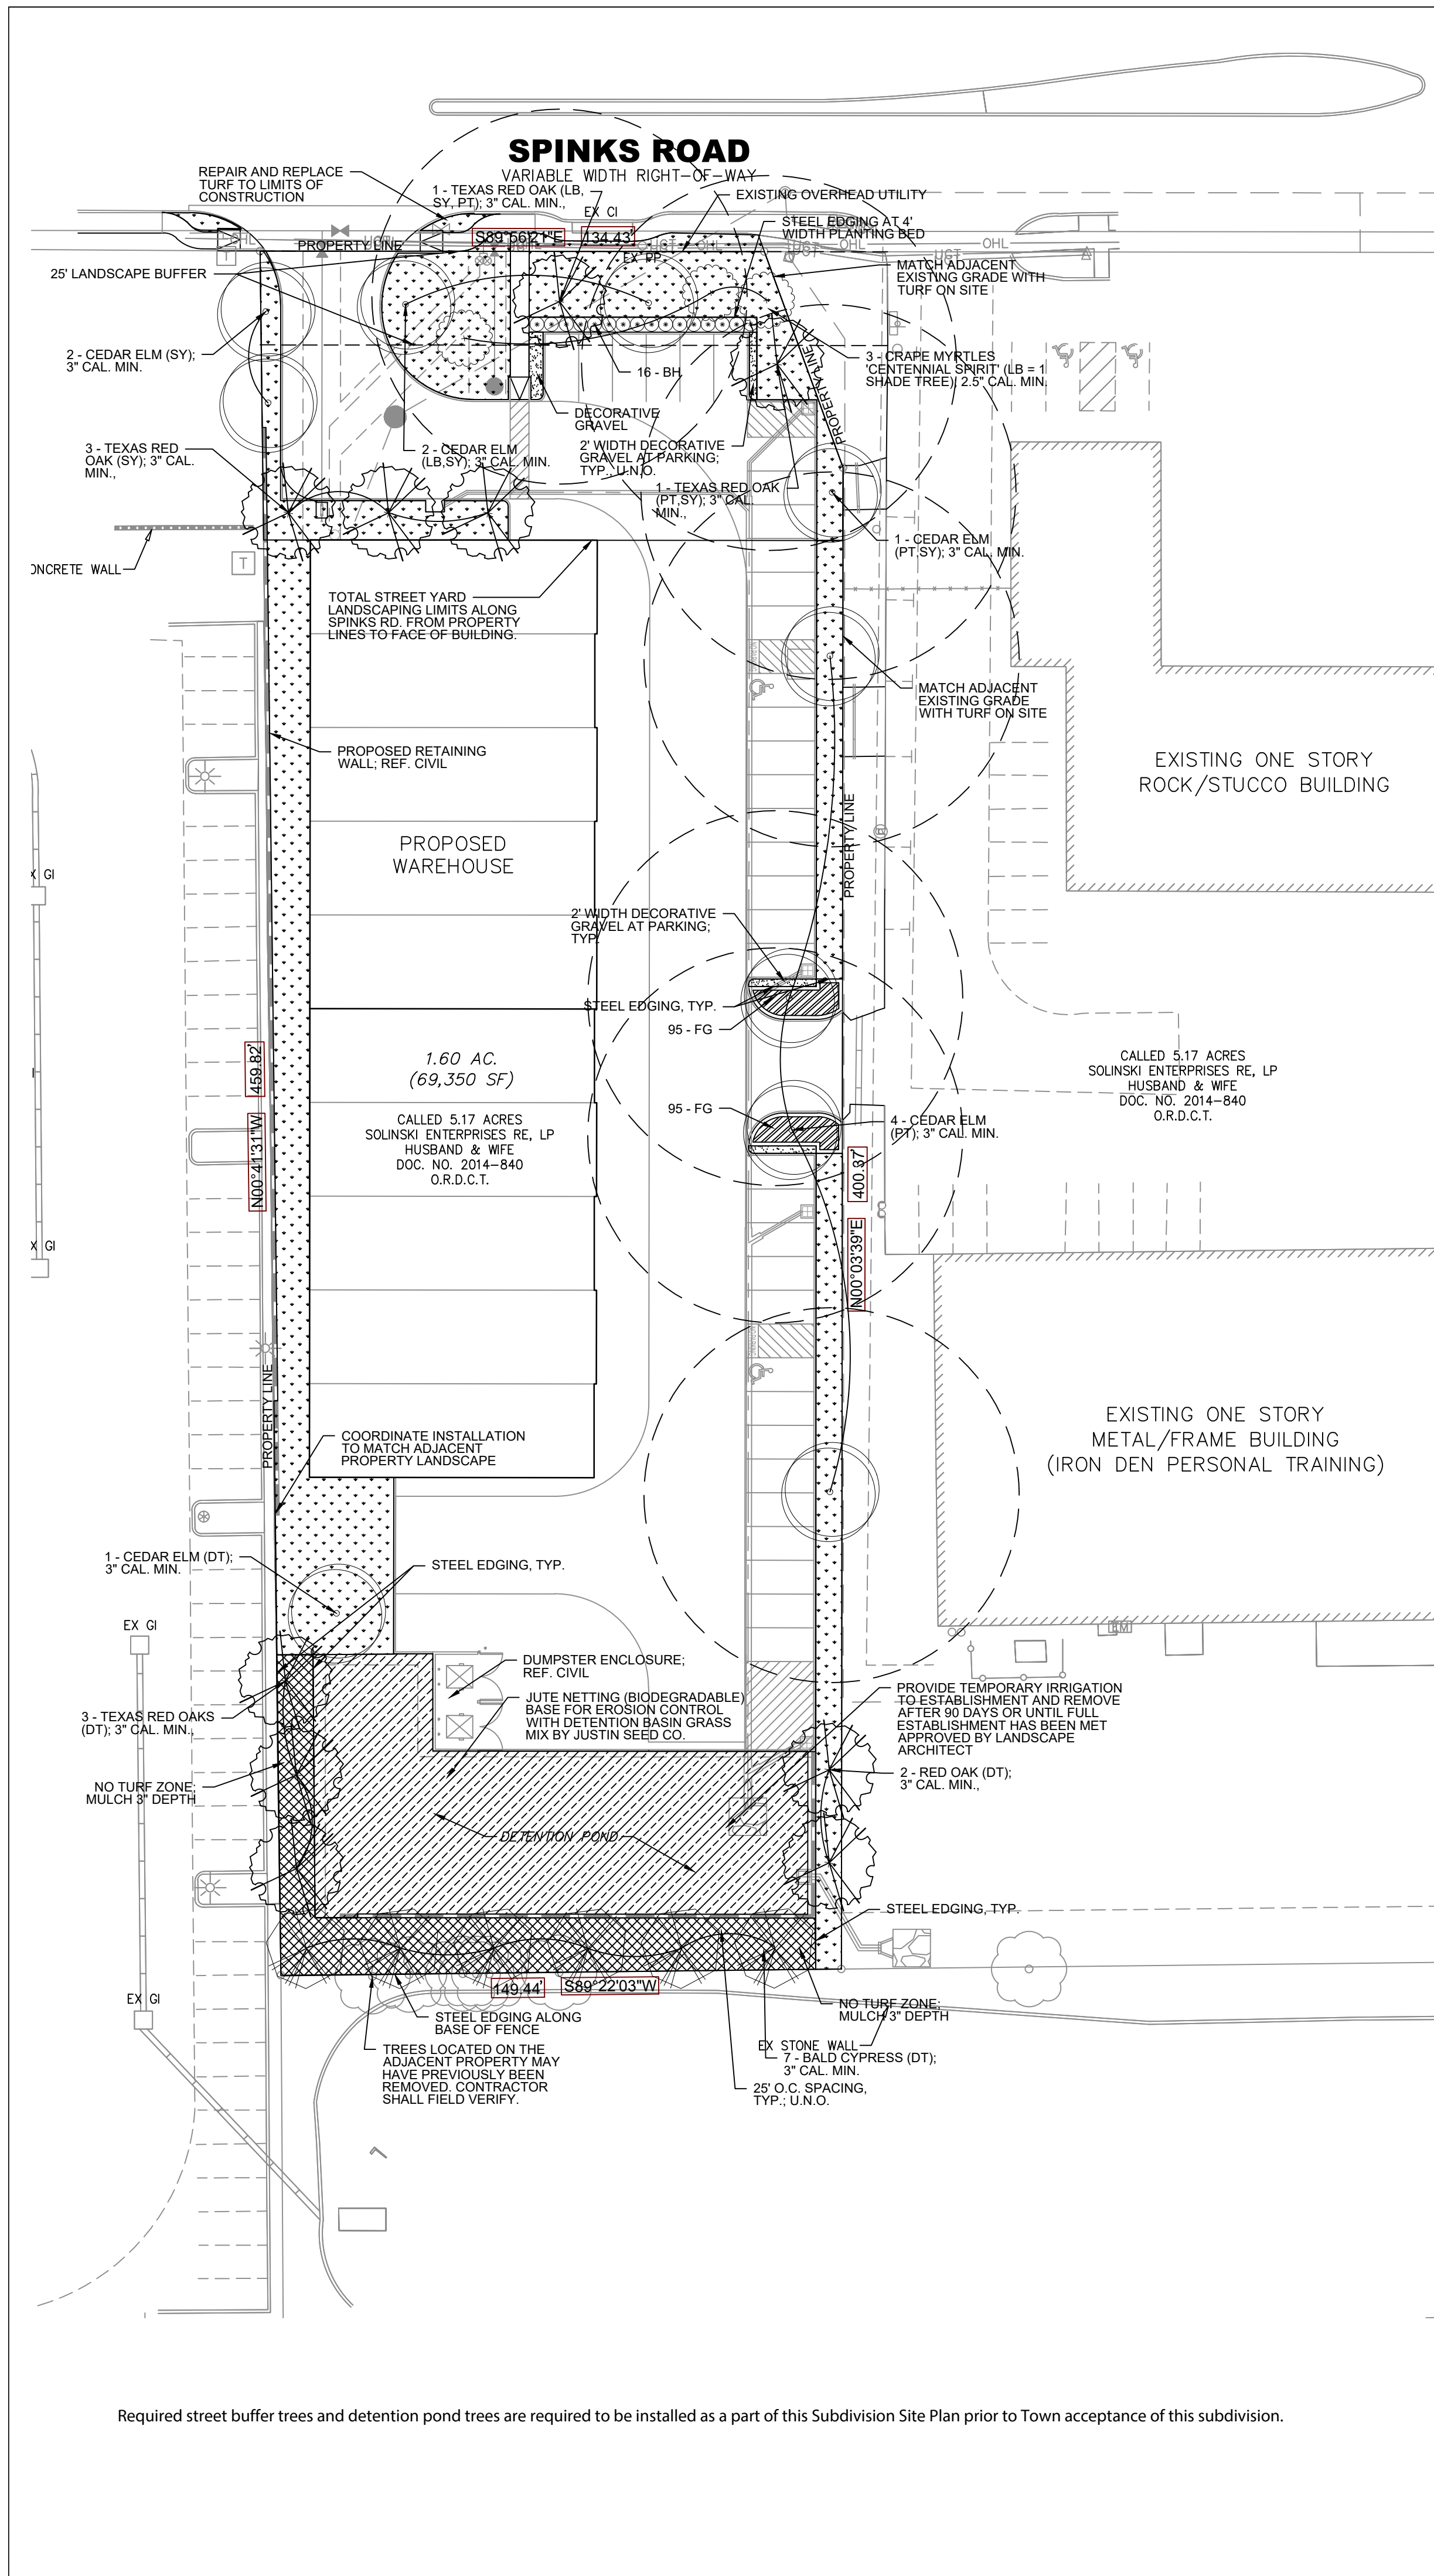 SPINKS ROAD
VARIABLE WIDTH RIGHT-OF-WAY
REPAIR AND REPLACE
TURF TO LIMITS OF
CONSTRUCTION
1 - TEXAS RED OAK (LB,
SY, PT); 3" CAL. MIN.,
EXISTING OVERHEAD UTILITY
EX CI
STEEL EDGING AT 4'
WIDTH PLANTING BED
OHL
PROPERTY LINE
UGT
S89°56'21"E
134.43'
UGT
OHL
UGT
OHL
UGT
OHL
EX PP
25' LANDSCAPE BUFFER
T
MATCH ADJACENT
EXISTING GRADE WITH
TURF ON SITE
2 - CEDAR ELM (SY);
3" CAL. MIN.
3 - CRAPE MYRTLES
'CENTENNIAL SPIRIT' (LB = 1
SHADE TREE); 2.5" CAL. MIN.
16 - BH
PROPERTY LINE
DECORATIVE
GRAVEL
3 - TEXAS RED
OAK (SY); 3" CAL.
MIN.,
2 - CEDAR ELM
(LB,SY); 3" CAL. MIN.
2' WIDTH DECORATIVE
GRAVEL AT PARKING;
TYP., U.N.O.
1 - TEXAS RED OAK
(PT,SY); 3" CAL.
MIN.,
1 - CEDAR ELM
(PT,SY); 3" CAL. MIN.
ONCRETE WALL
T
TOTAL STREET YARD
LANDSCAPING LIMITS ALONG
SPINKS RD. FROM PROPERTY
LINES TO FACE OF BUILDING.
MATCH ADJACENT
EXISTING GRADE
WITH TURF ON SITE
PROPOSED RETAINING
WALL; REF. CIVIL
EXISTING ONE STORY
ROCK/STUCCO BUILDING
PROPOSED
WAREHOUSE
PROPERTY LINE
X GI
2' WIDTH DECORATIVE
GRAVEL AT PARKING;
TYP.
STEEL EDGING, TYP.
95 - FG
1.60 AC.
(69,350 SF)
CALLED 5.17 ACRES
SOLINSKI ENTERPRISES RE, LP
HUSBAND & WIFE
DOC. NO. 2014-840
O.R.D.C.T.
N00°41'31"W
459.82'
95 - FG
4 - CEDAR ELM
(PT); 3" CAL. MIN.
CALLED 5.17 ACRES
SOLINSKI ENTERPRISES RE, LP
HUSBAND & WIFE
DOC. NO. 2014-840
O.R.D.C.T.
N00°03'39"E
400.37'
X GI
PROPERTY LINE
EXISTING ONE STORY
METAL/FRAME BUILDING
(IRON DEN PERSONAL TRAINING)
COORDINATE INSTALLATION
TO MATCH ADJACENT
PROPERTY LANDSCAPE
1 - CEDAR ELM (DT);
3" CAL. MIN.
STEEL EDGING, TYP.
EX GI
EM
DUMPSTER ENCLOSURE;
REF. CIVIL
JUTE NETTING (BIODEGRADABLE)
BASE FOR EROSION CONTROL
WITH DETENTION BASIN GRASS
MIX BY JUSTIN SEED CO.
PROVIDE TEMPORARY IRRIGATION
TO ESTABLISHMENT AND REMOVE
AFTER 90 DAYS OR UNTIL FULL
ESTABLISHMENT HAS BEEN MET
APPROVED BY LANDSCAPE
ARCHITECT
3 - TEXAS RED OAKS
(DT); 3" CAL. MIN.,
NO TURF ZONE;
MULCH 3" DEPTH
2 - RED OAK (DT);
3" CAL. MIN.,
DETENTION POND
STEEL EDGING, TYP.
149.44'
S89°22'03"W
EX GI
NO TURF ZONE;
MULCH 3" DEPTH
STEEL EDGING ALONG
BASE OF FENCE
EX STONE WALL
TREES LOCATED ON THE
ADJACENT PROPERTY MAY
HAVE PREVIOUSLY BEEN
REMOVED. CONTRACTOR
SHALL FIELD VERIFY.
7 - BALD CYPRESS (DT);
3" CAL. MIN.
25' O.C. SPACING,
TYP.; U.N.O.
Required street buffer trees and detention pond trees are required to be installed as a part of this Subdivision Site Plan prior to Town acceptance of this subdivision.